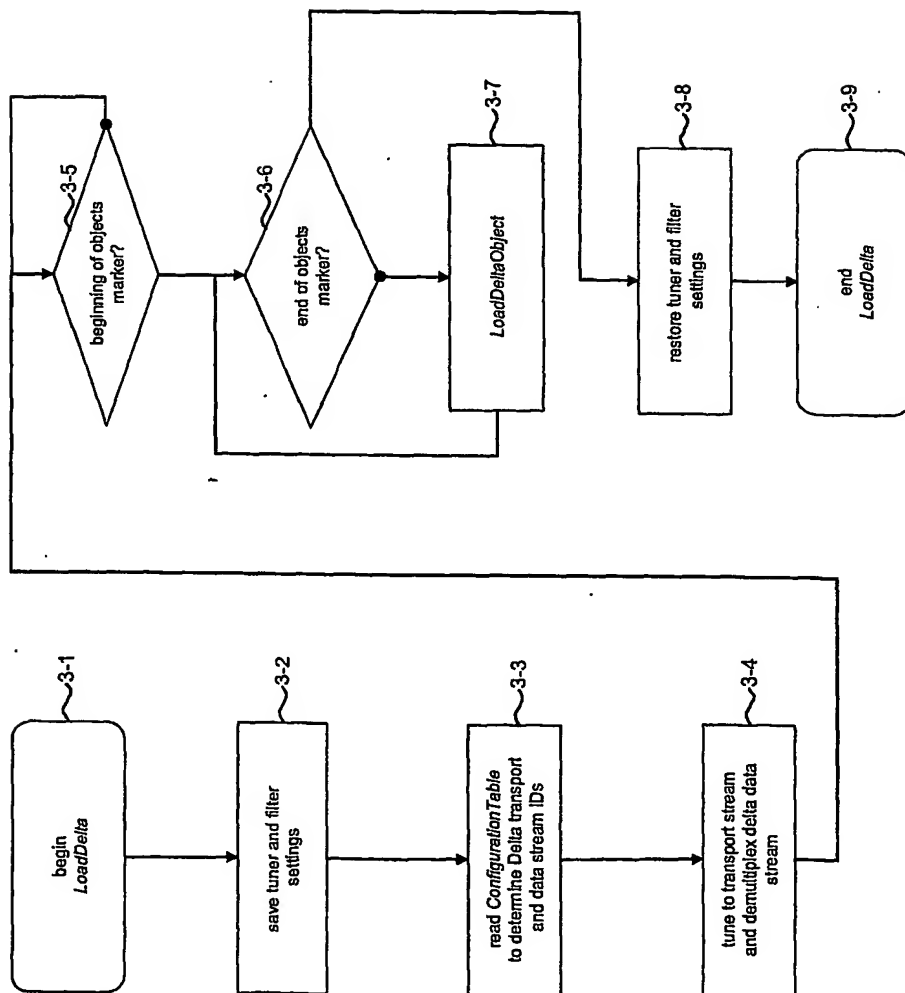 3-1
begin
LoadDelta
3-2
save tuner and filter
settings
3-3
read ConfigurationTable
to determine Delta transport
and data stream IDs
3-4
tune to transport stream
and demultiplex delta data
stream
3-5
beginning of objects
marker?
3-6
end of objects
marker?
3-7
LoadDeltaObject
3-8
restore tuner and filter
settings
3-9
end
LoadDelta